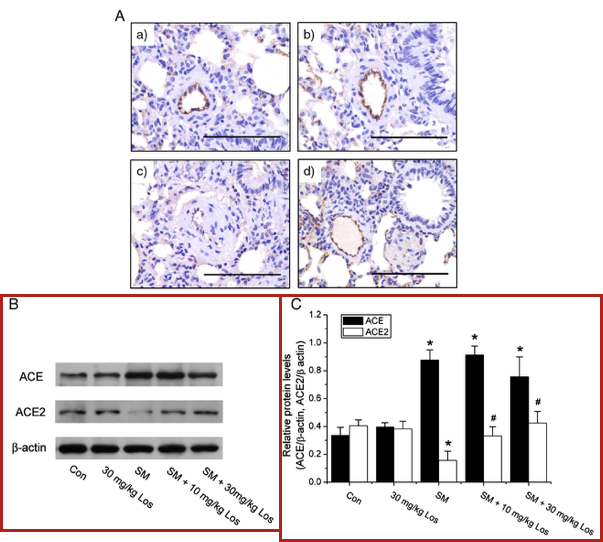 A
a)
b)
c)
d)
B
ACE
ACE2
β-actin
Con
30 mg/kg Los
SM
SM + 10 mg/kg Los
SM + 30mg/kg Los
C
Relative protein levels
(ACE/β-actin, ACE2/β actin)
1.2
1.0
0.8
0.6
0.4
0.2
0.0
ACE
ACE2
*
*
*
*
#
#
Con
30 mg/kg Los
SM
SM + 10 mg/kg Los
SM + 30 mg/kg Los